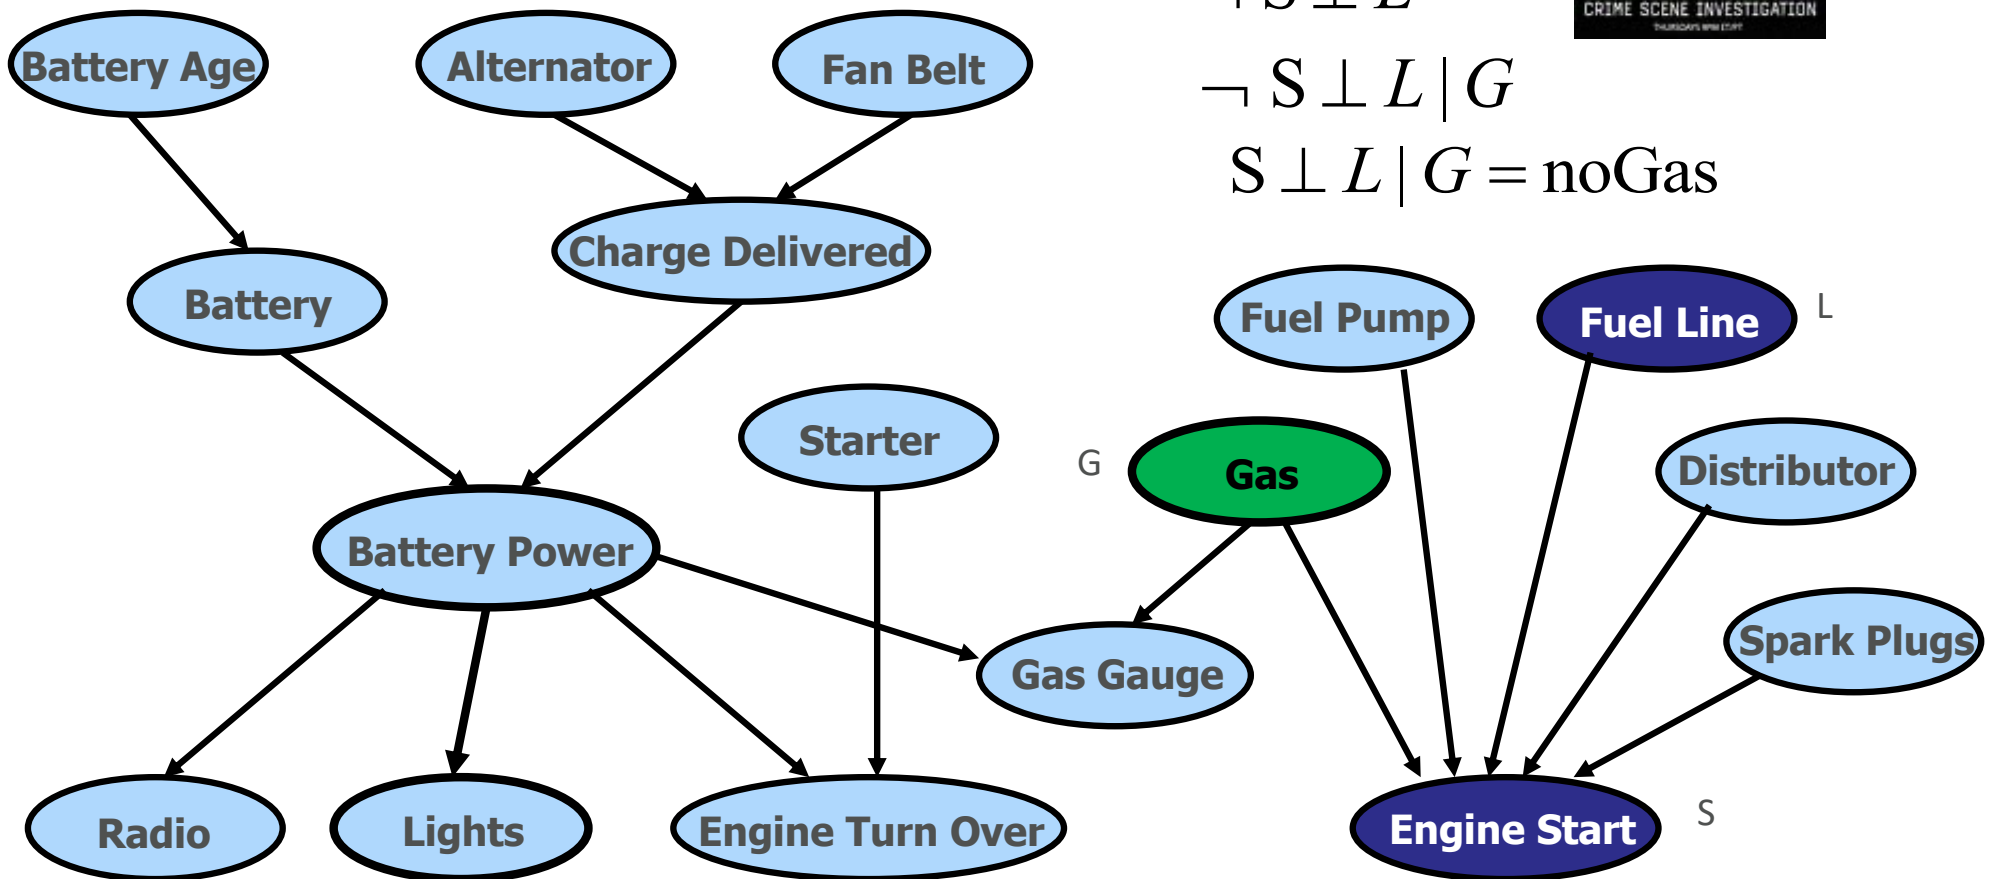 ¬ S ⊥ L
CRIME SCENE INVESTIGATION
¬ S ⊥ L | G
S ⊥ L | G = noGas
Battery Age
Alternator
Fan Belt
Charge Delivered
Battery
Fuel Pump
Fuel Line
L
Starter
G
Gas
Distributor
Battery Power
Spark Plugs
Gas Gauge
Radio
Lights
Engine Turn Over
Engine Start
S